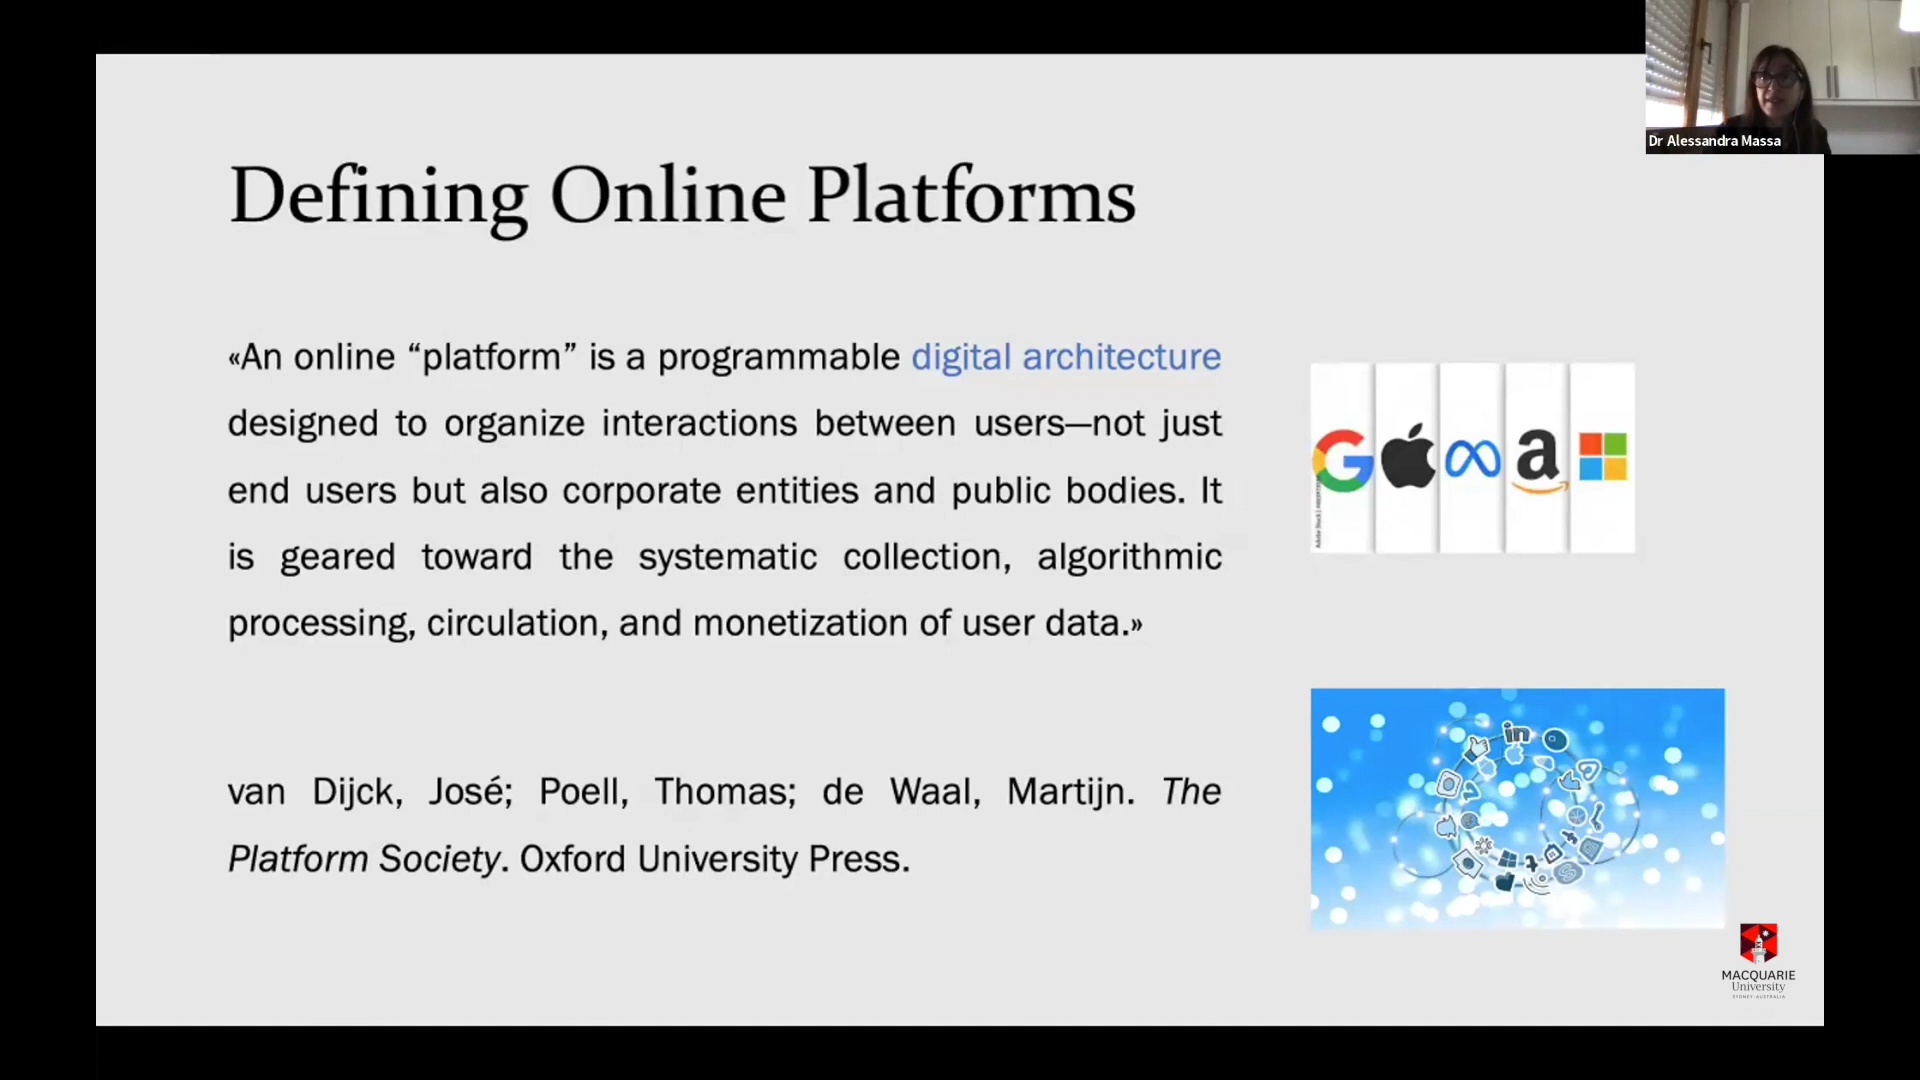 Dr Alessandra Massa
Defining Online Platforms
«An online “platform” is a programmable digital architecture
designed to organize interactions between users—not just
end users but also corporate entities and public bodies. It
is geared toward the systematic collection, algorithmic
processing, circulation, and monetization of user data.»
van Dijck, José; Poell, Thomas; de Waal, Martijn. The
Platform Society. Oxford University Press.
MACQUARIE
University
SYDNEY·AUSTRALIA